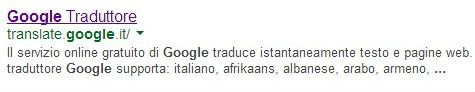 Google Traduttore
translate.google.it/
Il servizio online gratuito di Google traduce istantaneamente testo e pagine web.
traduttore Google supporta: italiano, afrikaans, albanese, arabo, armeno, ...